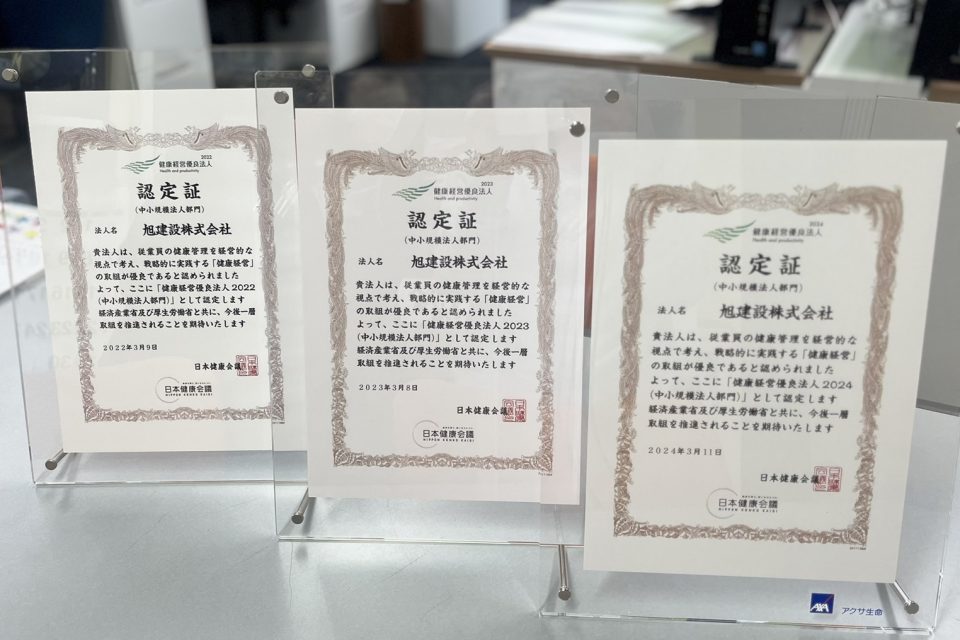 2022
健康経営優良法人
Health and productivity
認定証
(中小規模法人部門)
法人名 旭建設株式会社
貴法人は、従業員の健康管理を経営的な
視点で考え、戦略的に実践する「健康経営」
の取組が優良であると認められました
よって、ここに「健康経営優良法人2022
(中小規模法人部門)」として認定します
経済産業省及び厚生労働省と共に、今後一層
取組を推進されることを期待いたします
2022年3月9日
日本健康会議
日本健康会議
NIPPON KENKO KAIGI
2023
健康経営優良法人
Health and productivity
認定証
(中小規模法人部門)
法人名 旭建設株式会社
貴法人は、従業員の健康管理を経営的な
視点で考え、戦略的に実践する「健康経営」
の取組が優良であると認められました
よって、ここに「健康経営優良法人2023
(中小規模法人部門)」として認定します
経済産業省及び厚生労働省と共に、今後一層
取組を推進されることを期待いたします
2023年3月8日
日本健康会議
日本健康会議
NIPPON KENKO KAIGI
2024
健康経営優良法人
Health and productivity
認定証
(中小規模法人部門)
法人名 旭建設株式会社
貴法人は、従業員の健康管理を経営的な
視点で考え、戦略的に実践する「健康経営」
の取組が優良であると認められました
よって、ここに「健康経営優良法人2024
(中小規模法人部門)」として認定します
経済産業省及び厚生労働省と共に、今後一層
取組を推進されることを期待いたします
2024年3月11日
日本健康会議
日本健康会議
NIPPON KENKO KAIGI
AXA アクサ生命